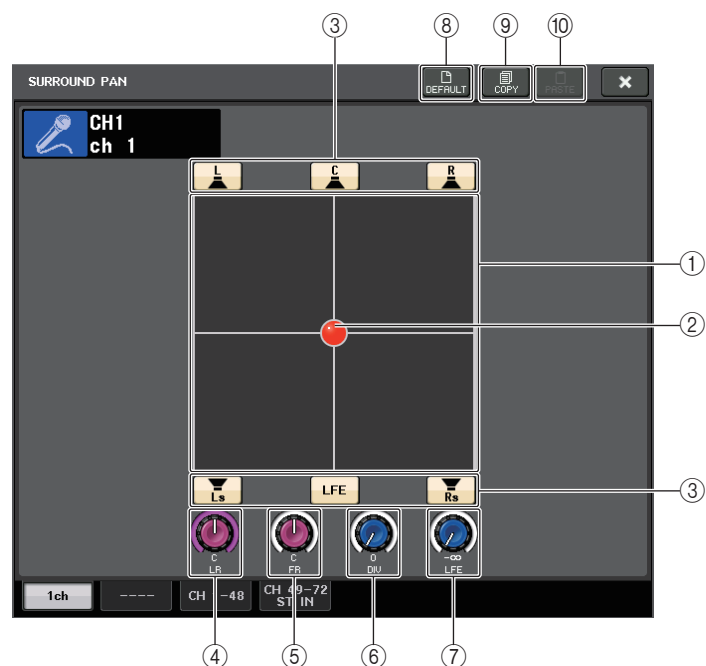 ③ ⑧ ⑨ ⑩
SURROUND PAN
DEFAULT
COPY
PASTE
CH1
ch 1
L C R
①
②
Ls LFE Rs
③
C C 0 -∞
LR FR DIV LFE
1ch
----
CH -48
CH 49-72
ST IN
④ ⑤ ⑥ ⑦